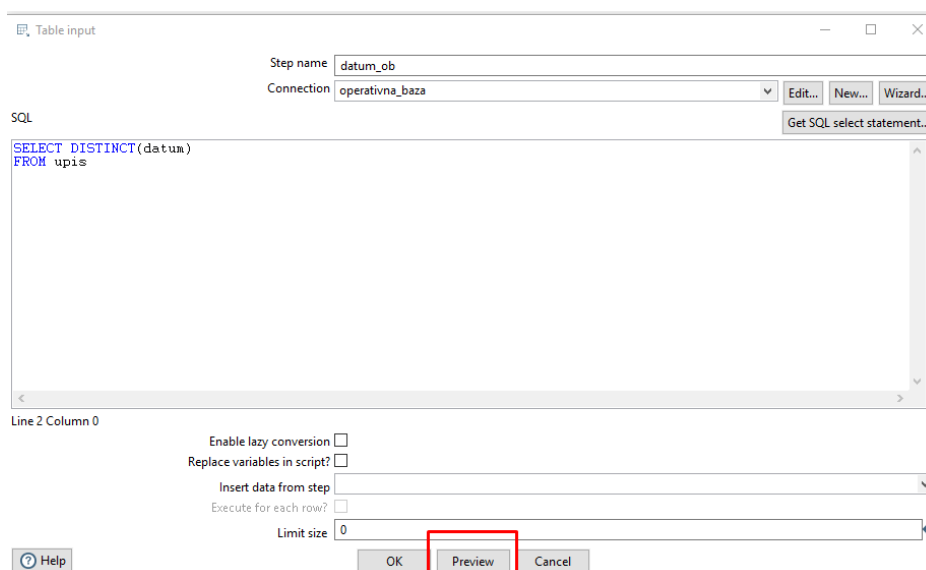 Table input
Step name datum_ob
Connection operativna_baza Edit... New... Wizard..
SQL Get SQL select statement..
SELECT DISTINCT(datum)
FROM upis
Line 2 Column 0
Enable lazy conversion
Replace variables in script?
Insert data from step
Execute for each row?
Limit size 0
Help OK Preview Cancel